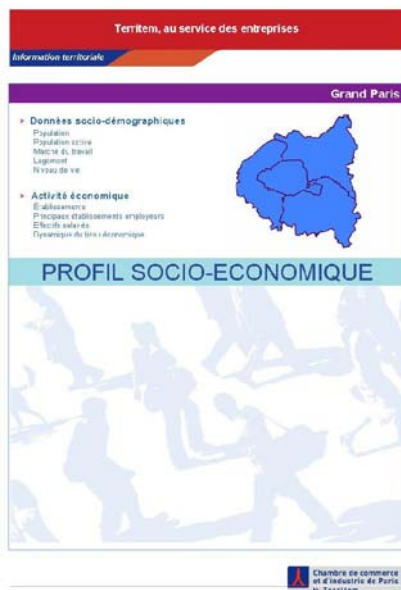 Territem, au service des entreprises
Information territoriale
Grand Paris
Données socio-démographiques
Population
Population active
Marché du travail
Logement
Niveau de vie
Activité économique
Établissements
Principaux établissements employeurs
Effectifs salariés
Dynamique du tissu économique
PROFIL SOCIO-ECONOMIQUE
Chambre de commerce
et d'industrie de Paris